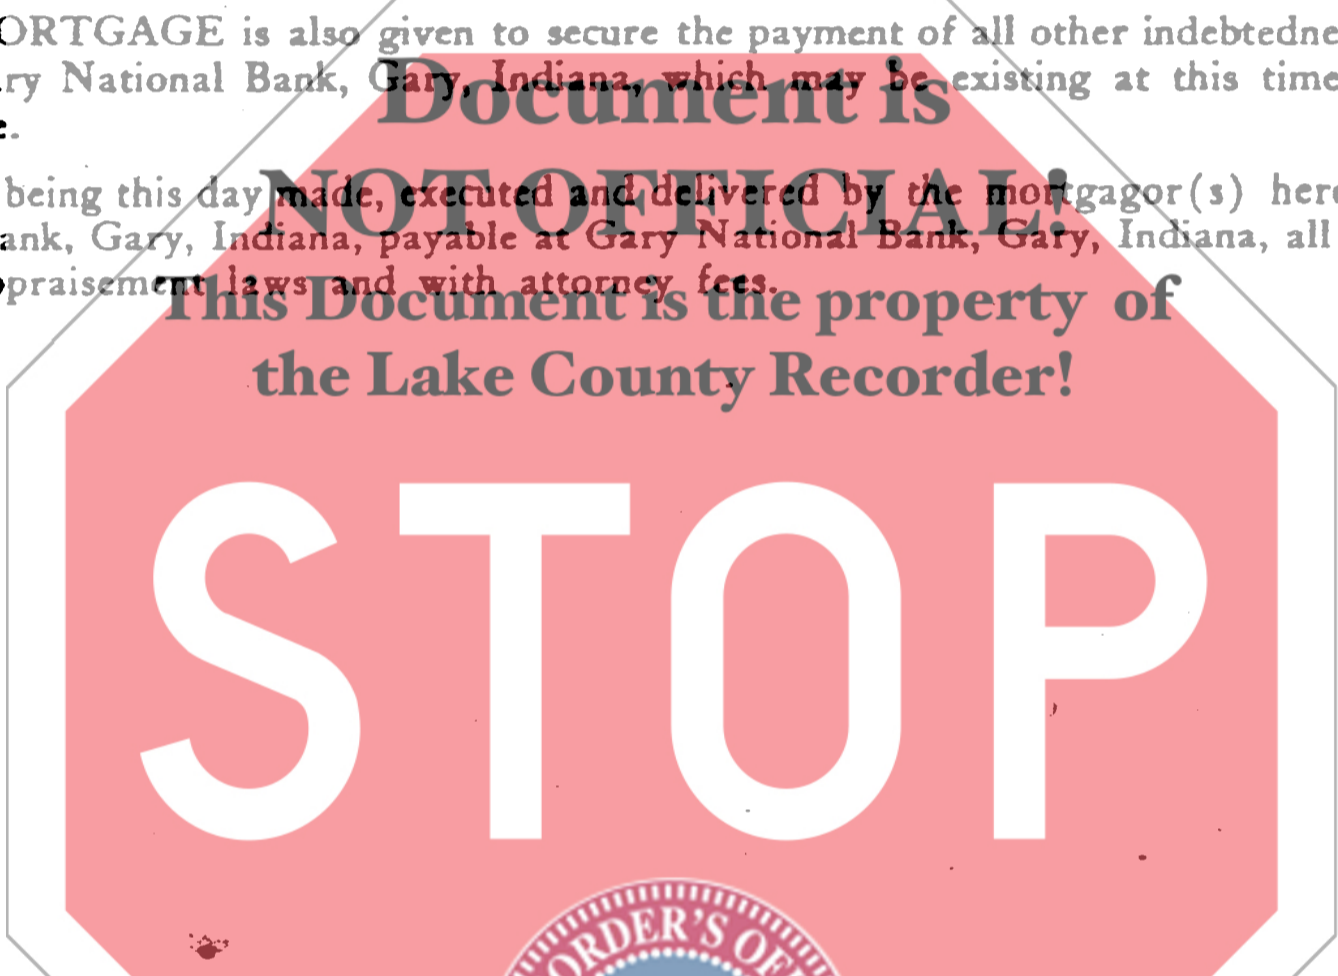 ORTGAGE is also given to secure the payment of all other indebtedne
ry National Bank, Gary, Indiana, which may be existing at this time
Document is
e.
NOT OFFICIAL!
being this day made, executed and delivered by the mortgagor(s) her
ank, Gary, Indiana, payable at Gary National Bank, Gary, Indiana, all
praisement laws and with attorney fees.
This Document is the property of
the Lake County Recorder!
STOP
ORDER'S OF